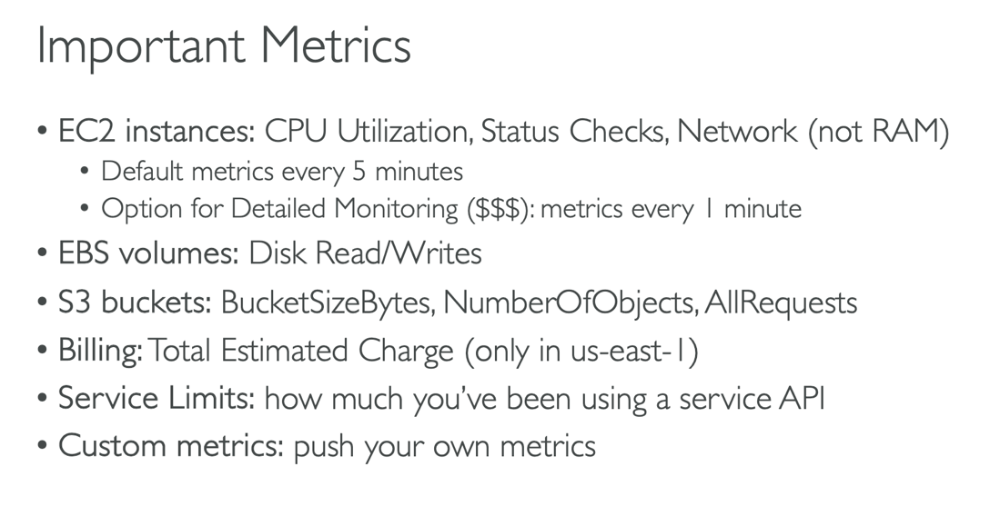 Important Metrics
• EC2 instances: CPU Utilization, Status Checks, Network (not RAM)
• Default metrics every 5 minutes
• Option for Detailed Monitoring ($$$): metrics every 1 minute
• EBS volumes: Disk Read/Writes
• S3 buckets: BucketSizeBytes, NumberOfObjects, AllRequests
• Billing: Total Estimated Charge (only in us-east-1)
• Service Limits: how much you’ve been using a service API
• Custom metrics: push your own metrics